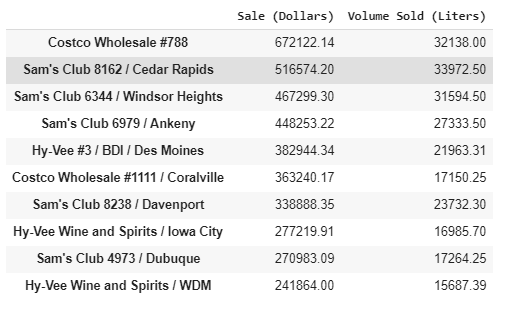 Sale (Dollars) Volume Sold (Liters)
Costco Wholesale #788 672122.14 32138.00
Sam's Club 8162 / Cedar Rapids 516574.20 33972.50
Sam's Club 6344 / Windsor Heights 467299.30 31594.50
Sam's Club 6979 / Ankeny 448253.22 27333.50
Hy-Vee #3 / BDI / Des Moines 382944.34 21963.31
Costco Wholesale #1111 / Coralville 363240.17 17150.25
Sam's Club 8238 / Davenport 338888.35 23732.30
Hy-Vee Wine and Spirits / Iowa City 277219.91 16985.70
Sam's Club 4973 / Dubuque 270983.09 17264.25
Hy-Vee Wine and Spirits / WDM 241864.00 15687.39